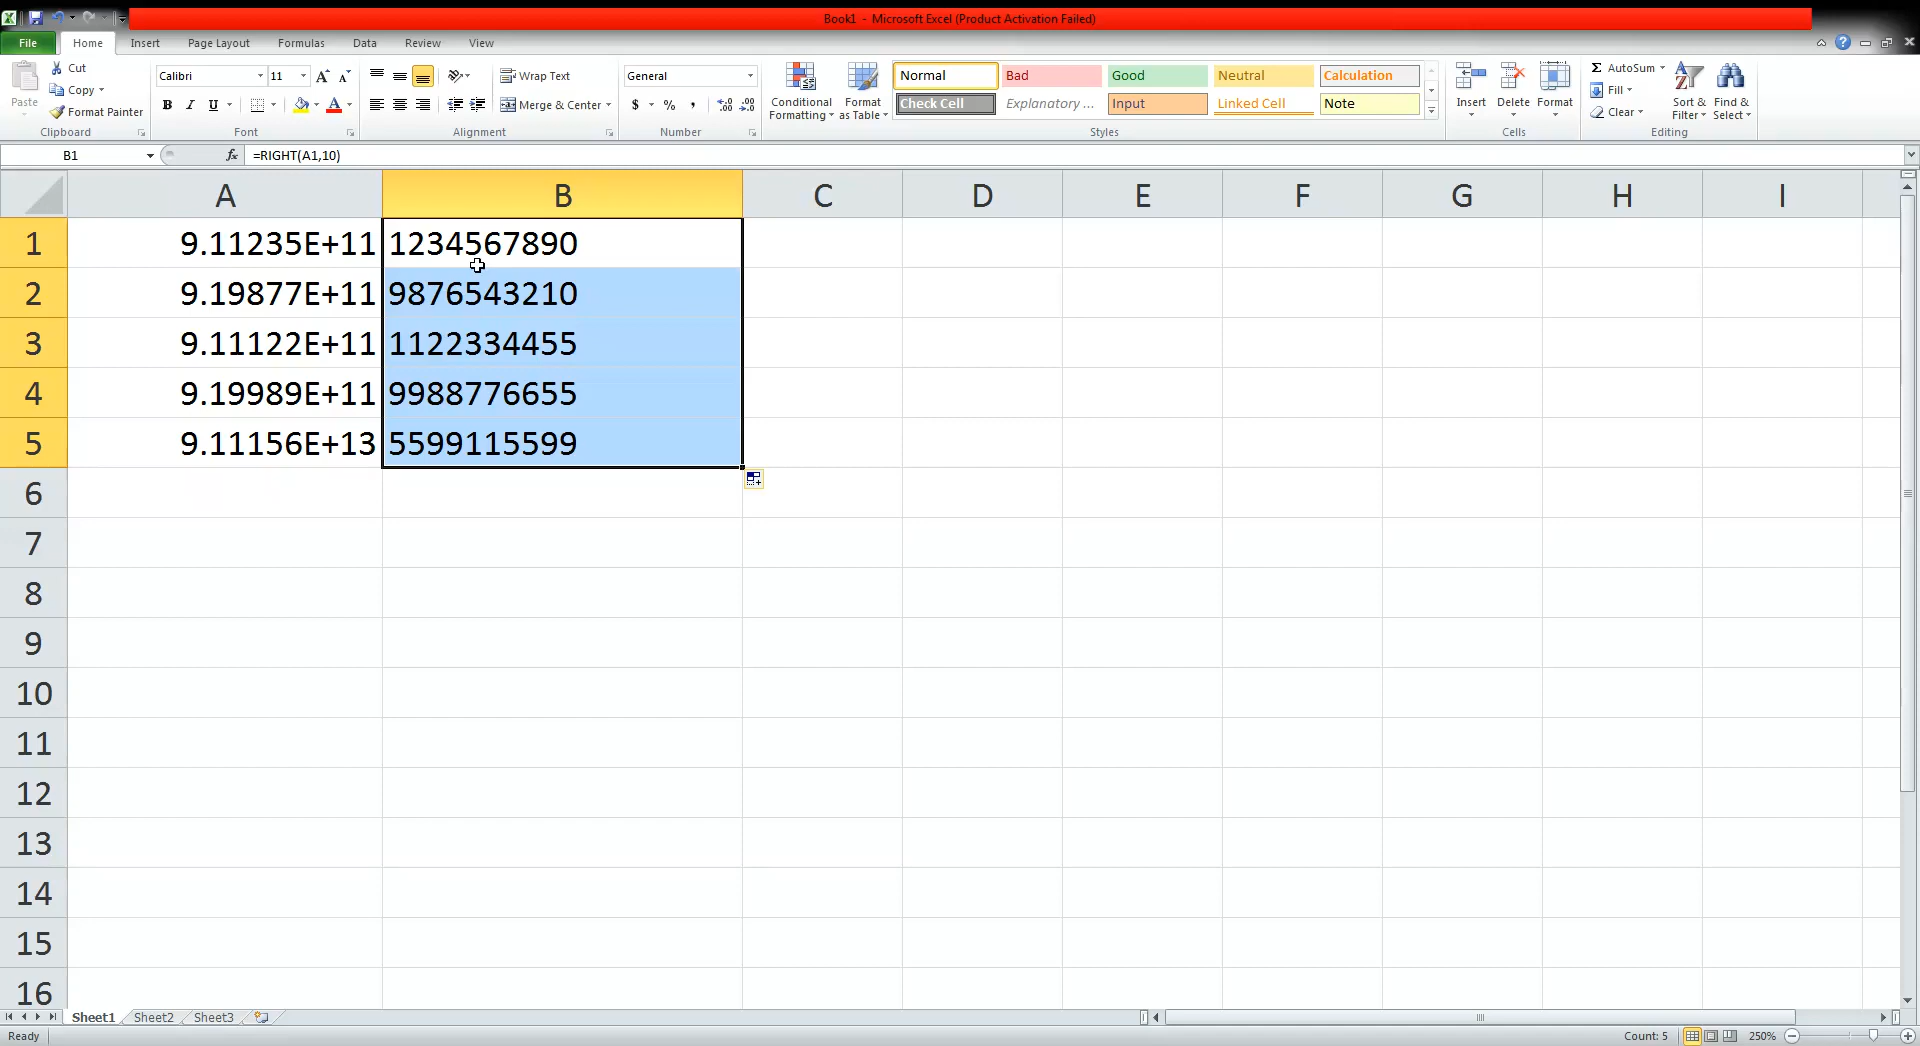 Book1 - Microsoft Excel (Product Activation Failed)
File Home Insert Page Layout Formulas Data Review View
Paste Cut Calibri 11 Wrap Text General Conditional Formatting Format as Table Normal Bad Good Neutral Calculation Insert Delete Format Σ AutoSum Sort & Filter Find & Select
Copy B I U Merge & Center $ % , Check Cell Explanatory ... Input Linked Cell Note Fill
Format Painter Clear
Clipboard Font Alignment Number Styles Cells Editing
B1 fx =RIGHT(A1,10)
A B C D E F G H I
1 9.11235E+11 1234567890
2 9.19877E+11 9876543210
3 9.11122E+11 1122334455
4 9.19989E+11 9988776655
5 9.11156E+13 5599115599
6
7
8
9
10
11
12
13
14
15
16
Sheet1 Sheet2 Sheet3
Ready Count: 5 250%